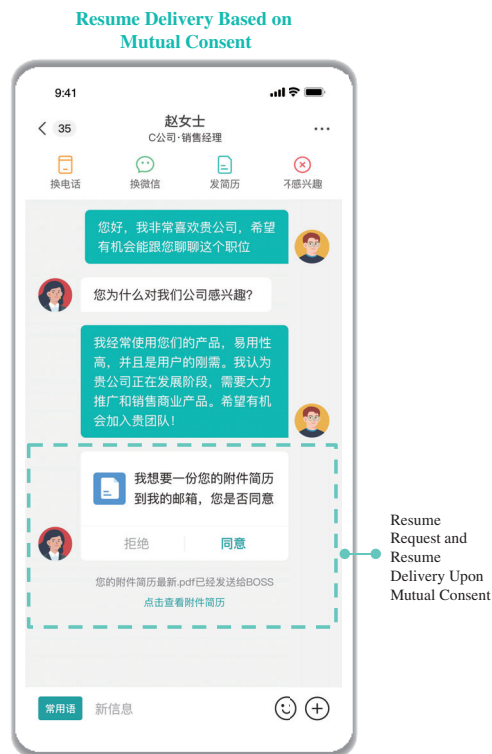 Resume Delivery Based on
Mutual Consent
9:41
35
赵女士
C公司·销售经理
换电话
换微信
发简历
不感兴趣
您好，我非常喜欢贵公司，希望
有机会能跟您聊聊这个职位
您为什么对我们公司感兴趣？
我经常使用您们的产品，易用性
高，并且是用户的刚需。我认为
贵公司正在发展阶段，需要大力
推广和销售商业产品。希望有机
会加入贵团队！
我想要一份您的附件简历
到我的邮箱，您是否同意
拒绝
同意
您的附件简历最新.pdf已经发送给BOSS
点击查看附件简历
Resume
Request and
Resume
Delivery Upon
Mutual Consent
常用语
新信息